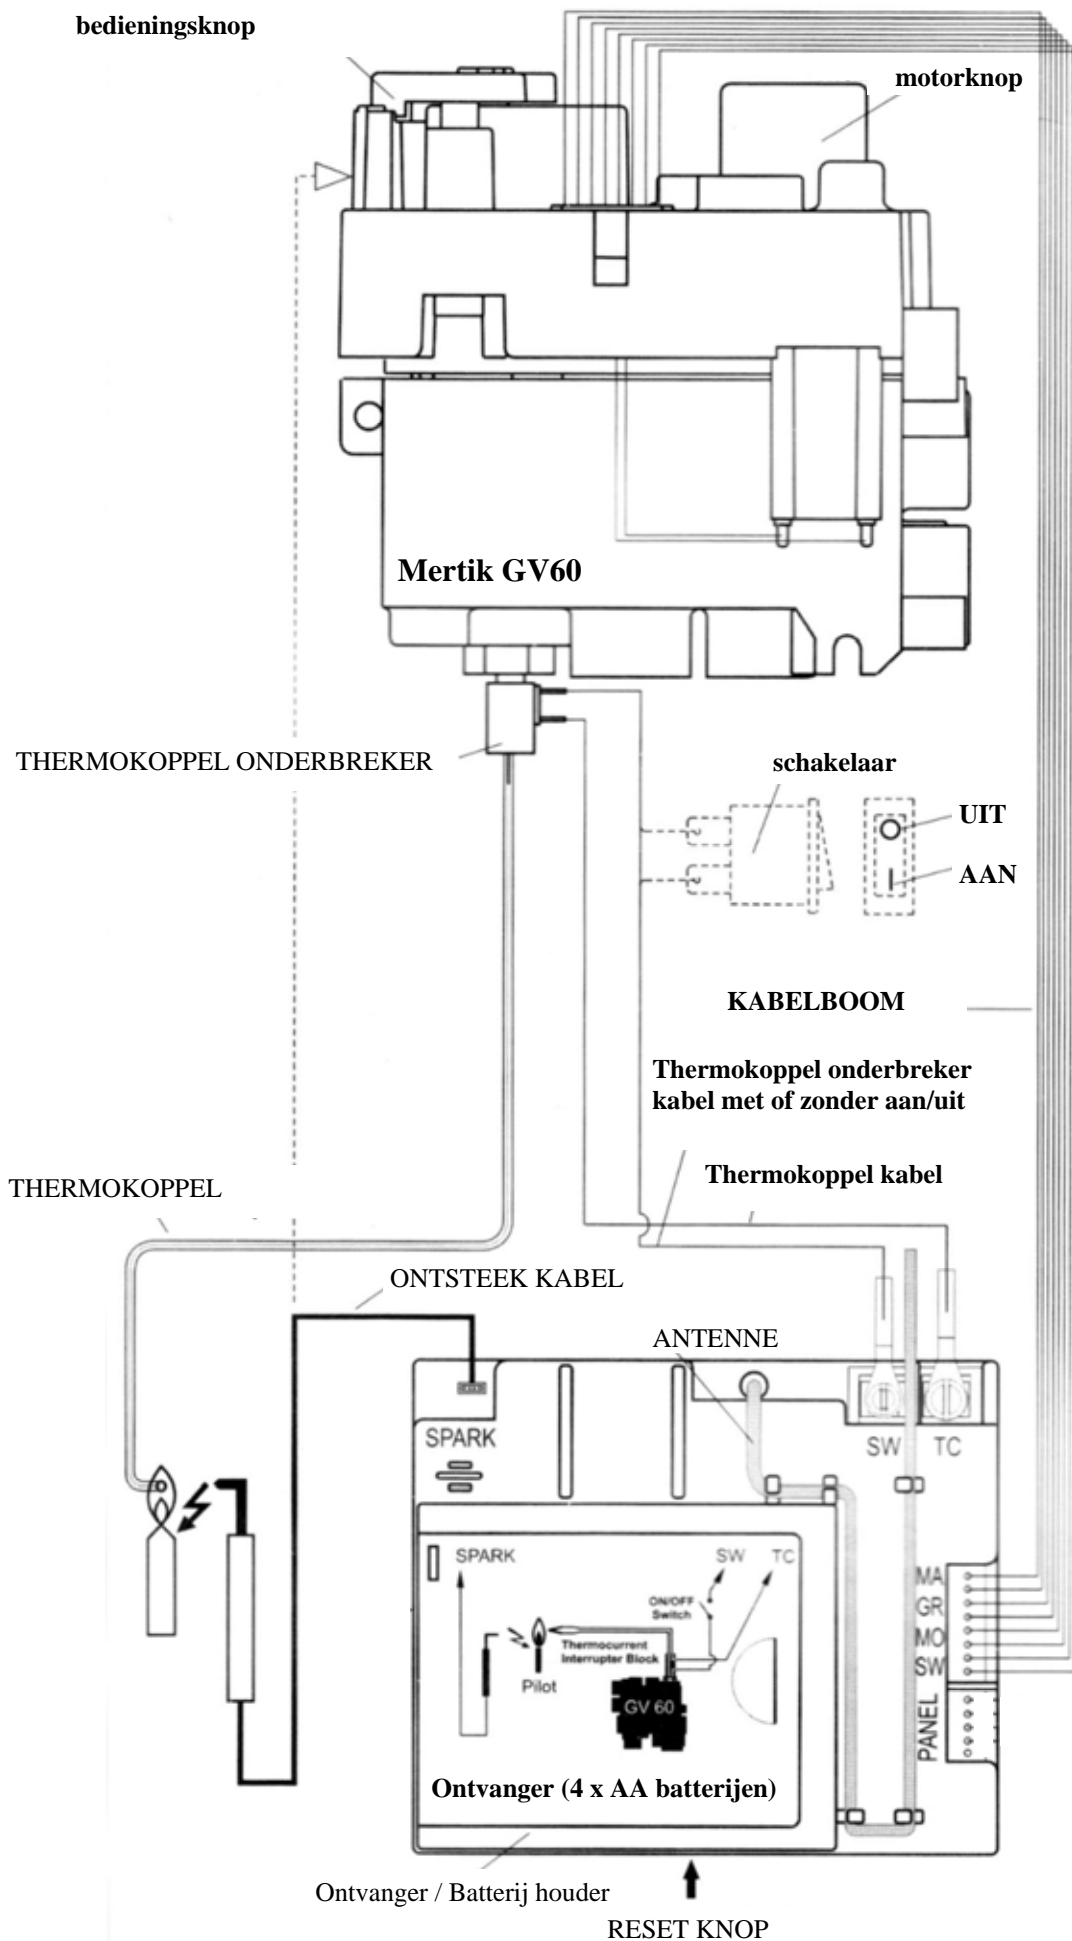 bedieningsknop
motorknop
Mertik GV60
THERMOKOPPEL ONDERBREKER
schakelaar
UIT
AAN
KABELBOOM
Thermokoppel onderbreker
kabel met of zonder aan/uit
Thermokoppel kabel
THERMOKOPPEL
ONTSTEEK KABEL
ANTENNE
SPARK
SW TC
SPARK
SW TC
ON/OFF
Switch
Thermocurrent
Interrupter Block
Pilot
GV 60
MA
GR
MO
SW
PANEL
Ontvanger (4 x AA batterijen)
Ontvanger / Batterij houder
RESET KNOP